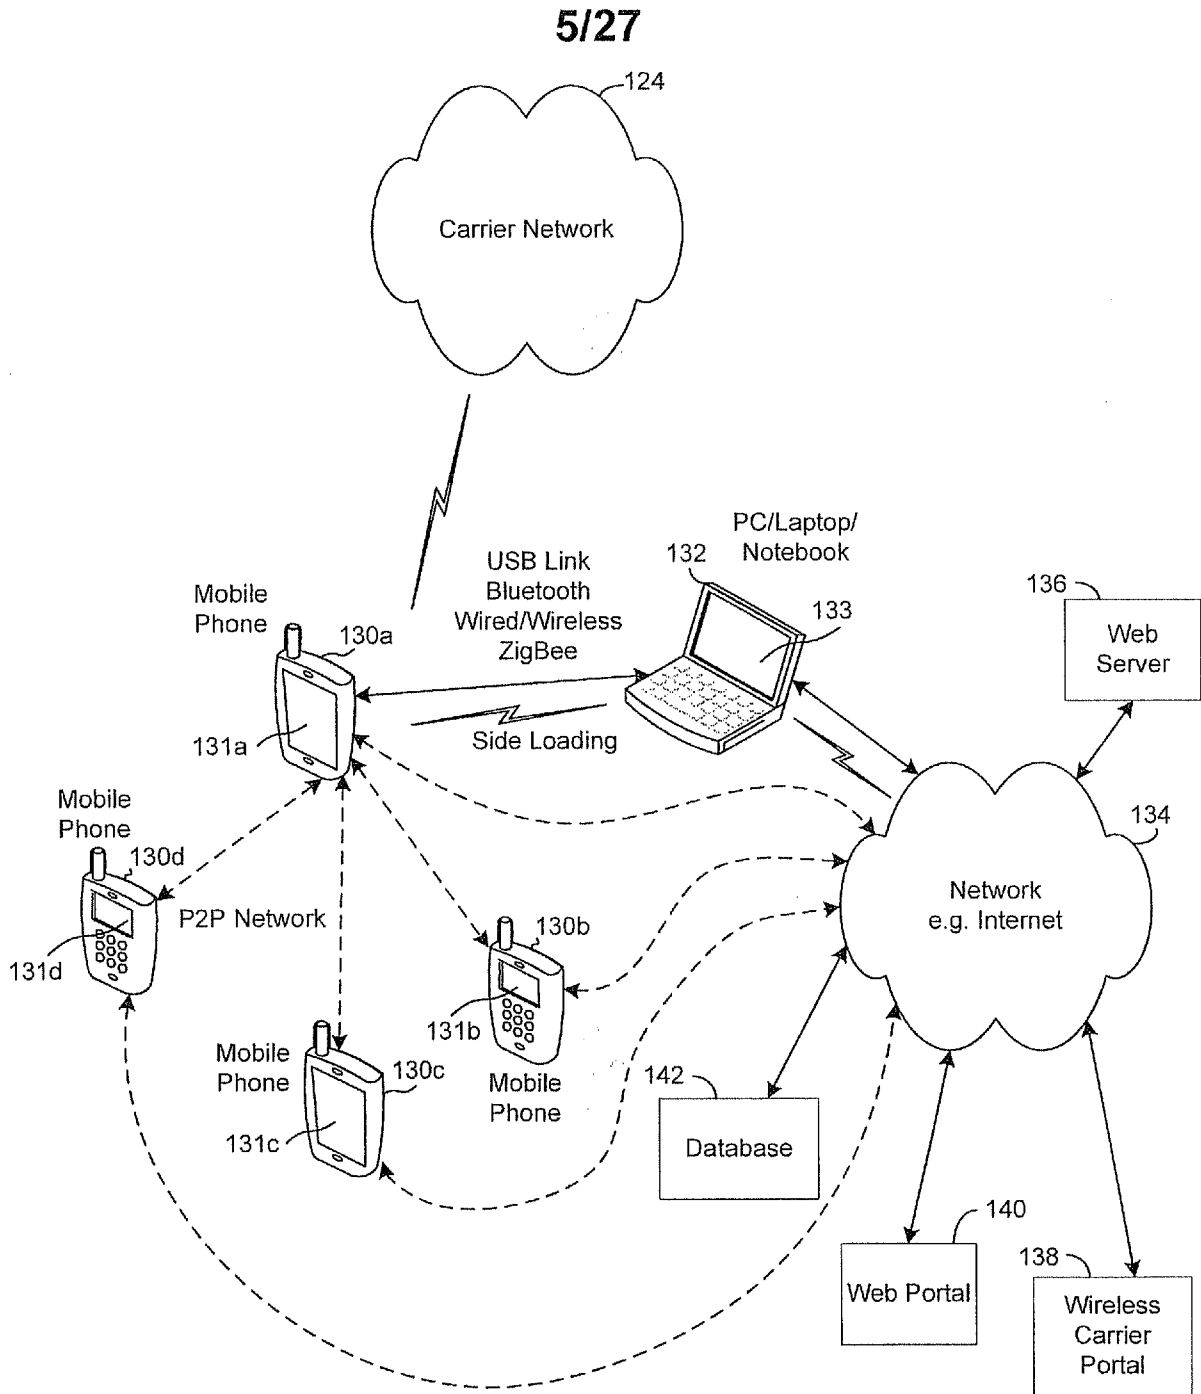 5/27
124
Carrier Network
PC/Laptop/
Notebook
132
133
USB Link
Bluetooth
Wired/Wireless
ZigBee
136
Web
Server
Mobile
Phone
130a
131a
Side Loading
Mobile
Phone
130d
134
Network
e.g. Internet
P2P Network
131d
130b
131b
Mobile
Phone
Mobile
Phone
130c
131c
142
Database
140
Web Portal
138
Wireless
Carrier
Portal